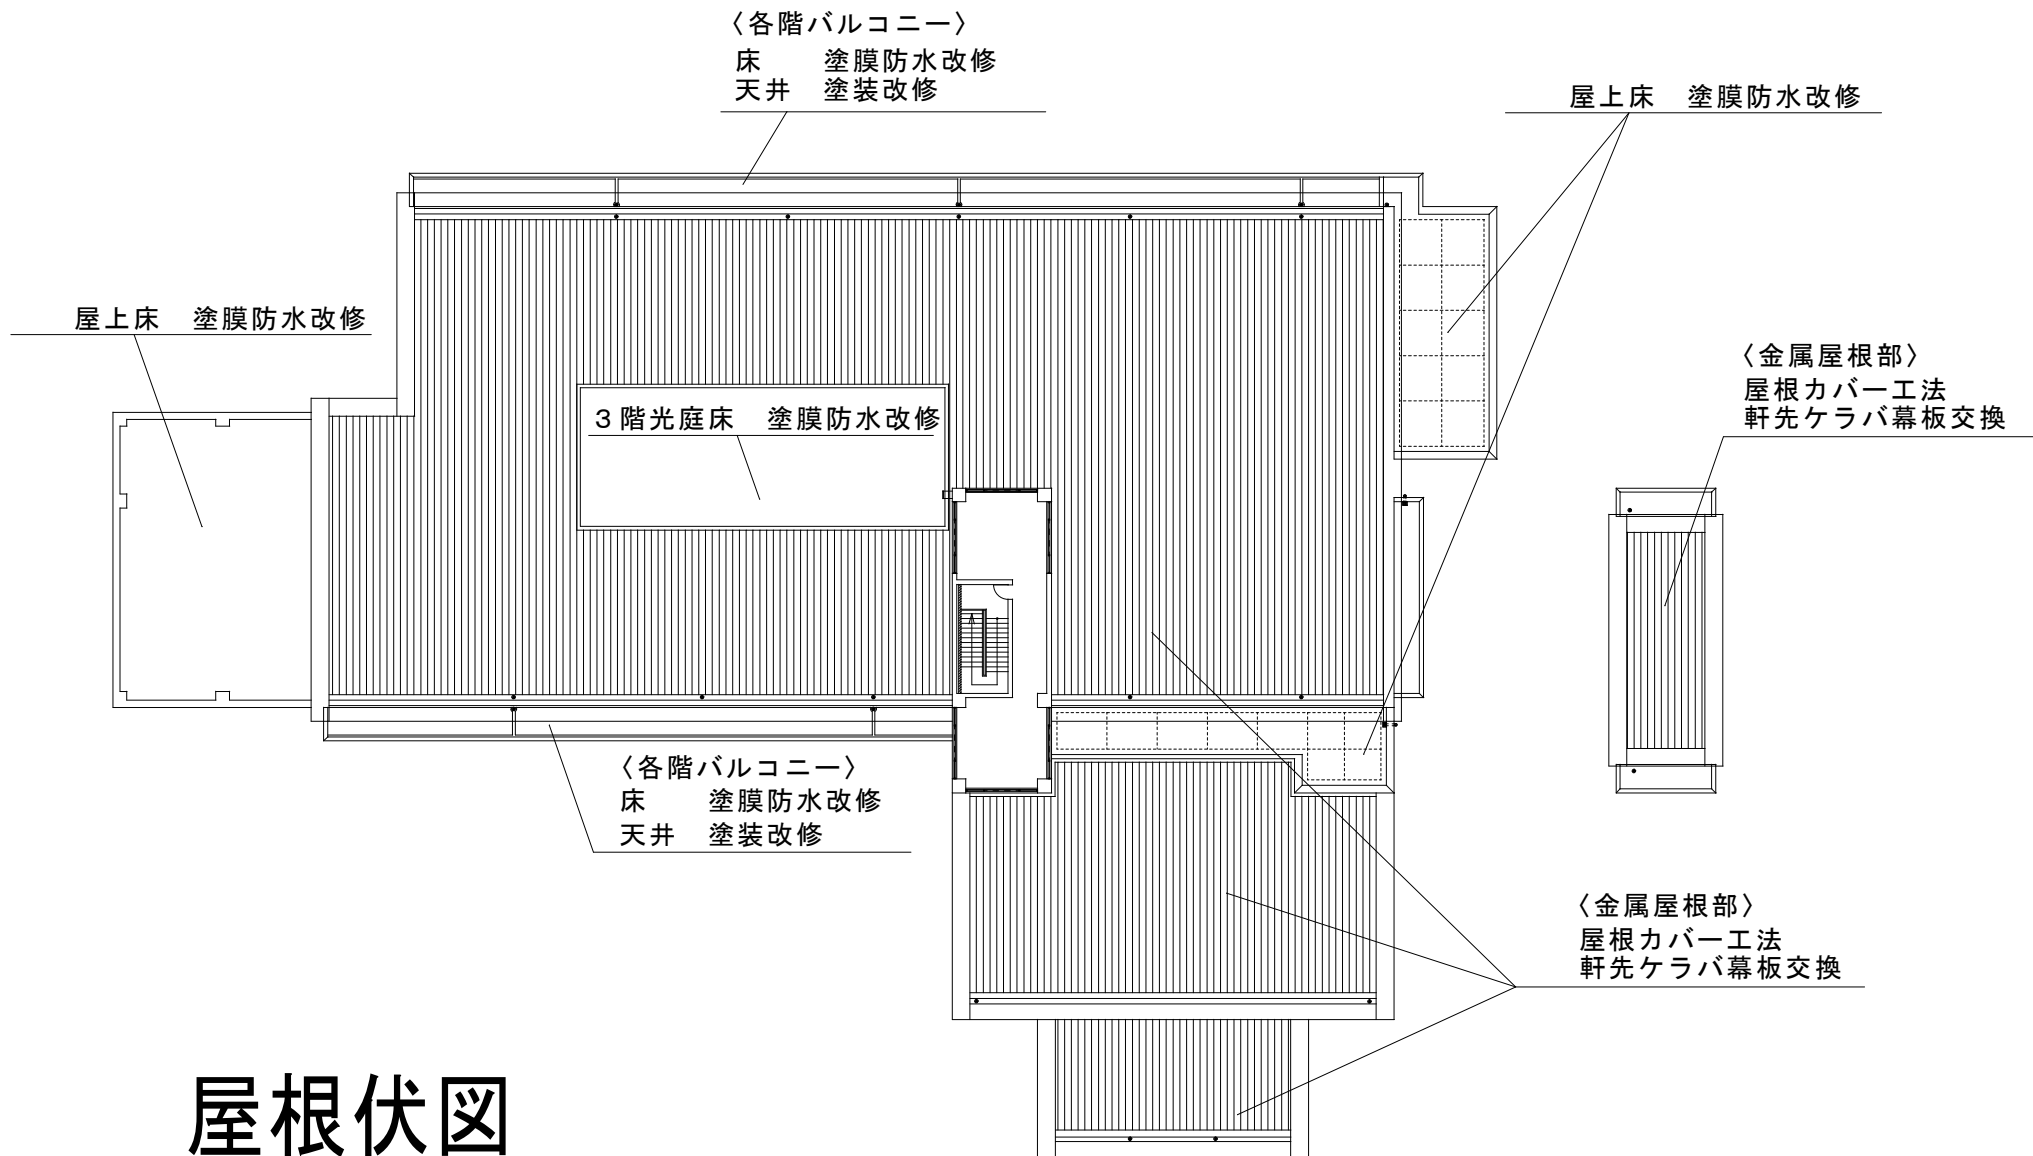 〈各階バルコニー〉
床　　塗膜防水改修
天井　塗装改修
屋上床　塗膜防水改修
屋上床　塗膜防水改修
〈金属屋根部〉
屋根カバー工法
軒先ケラバ幕板交換
３階光庭床　塗膜防水改修
〈各階バルコニー〉
床　　塗膜防水改修
天井　塗装改修
〈金属屋根部〉
屋根カバー工法
軒先ケラバ幕板交換
屋根伏図